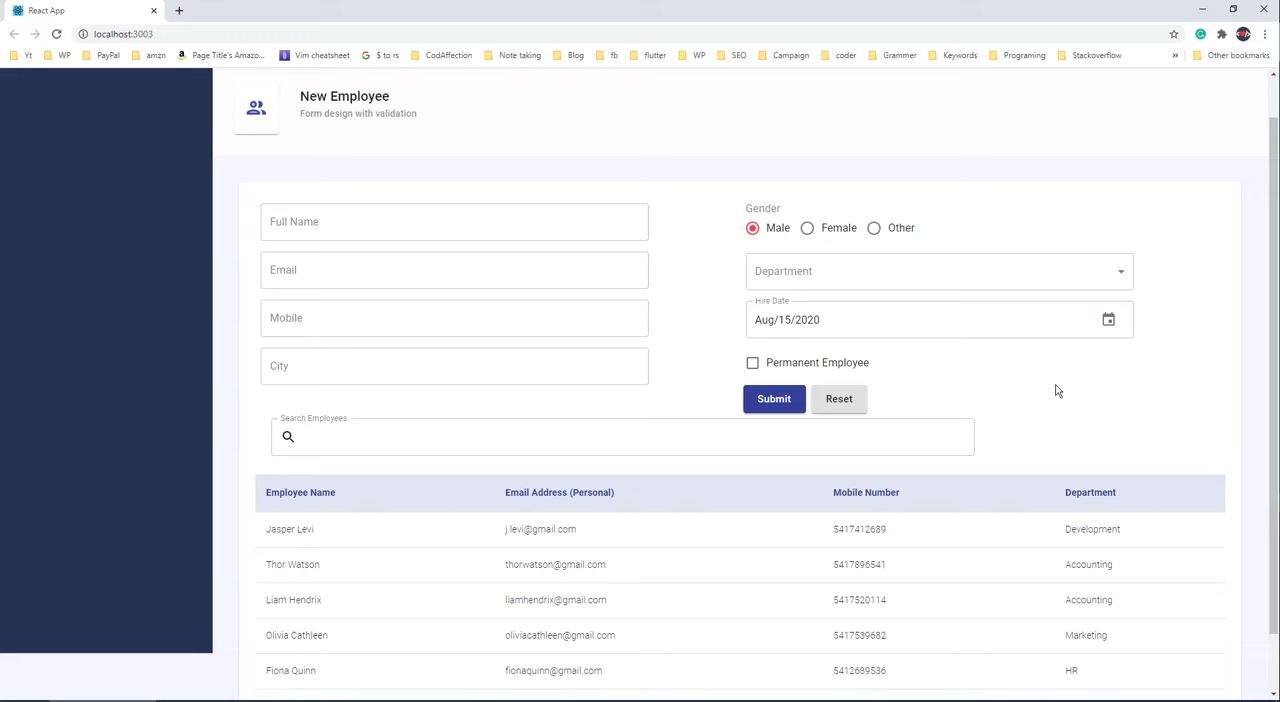 React App
localhost:3003
Yt WP PayPal amzn Page Title's Amazo... Vim cheatsheet $ to rs CodAffection Note taking Blog fb flutter WP SEO Campaign coder Grammer Keywords Programing Stackoverflow » Other bookmarks
New Employee
Form design with validation
Full Name
Email
Mobile
City
Gender
Male Female Other
Department
Hire Date
Aug/15/2020
Permanent Employee
Submit Reset
Search Employees
Employee Name Email Address (Personal) Mobile Number Department
Jasper Levi j.levi@gmail.com 5417412689 Development
Thor Watson thorwatson@gmail.com 5417896541 Accounting
Liam Hendrix liamhendrix@gmail.com 5417520114 Accounting
Olivia Cathleen oliviacathleen@gmail.com 5417539682 Marketing
Fiona Quinn fionaquinn@gmail.com 5412689536 HR